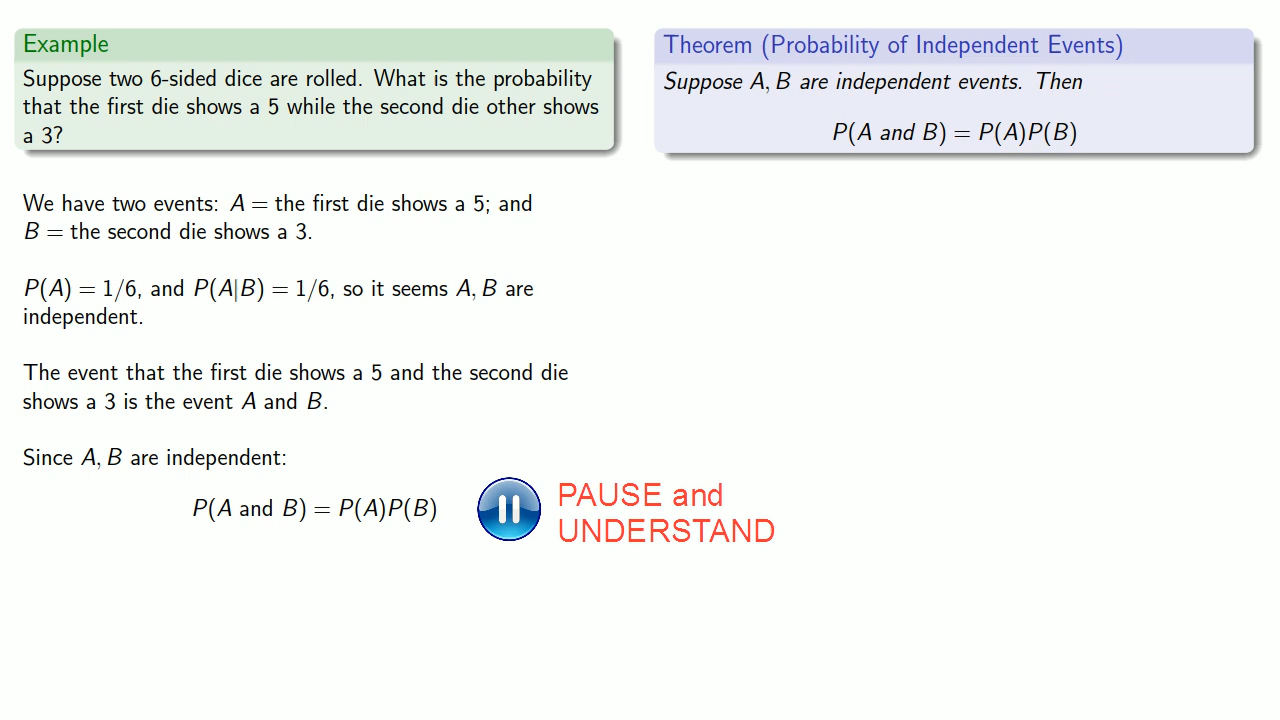 Example
Suppose two 6-sided dice are rolled. What is the probability
that the first die shows a 5 while the second die other shows
a 3?
Theorem (Probability of Independent Events)
Suppose A, B are independent events. Then
P(A and B) = P(A)P(B)
We have two events: A = the first die shows a 5; and
B = the second die shows a 3.
P(A) = 1/6, and P(A|B) = 1/6, so it seems A, B are
independent.
The event that the first die shows a 5 and the second die
shows a 3 is the event A and B.
Since A, B are independent:
P(A and B) = P(A)P(B)
PAUSE and
UNDERSTAND